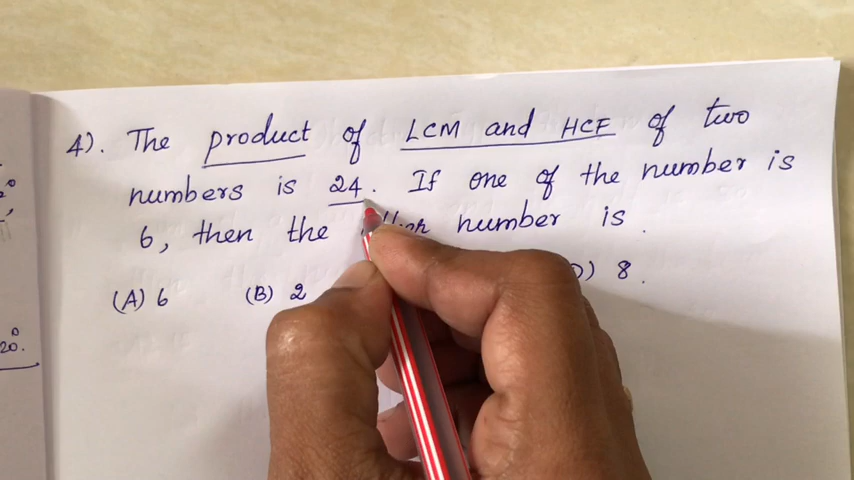 4). The product of LCM and HCF of two
numbers is 24. If one of the number is
6, then the number is.
(A) 6 (B) 2 8.
20.